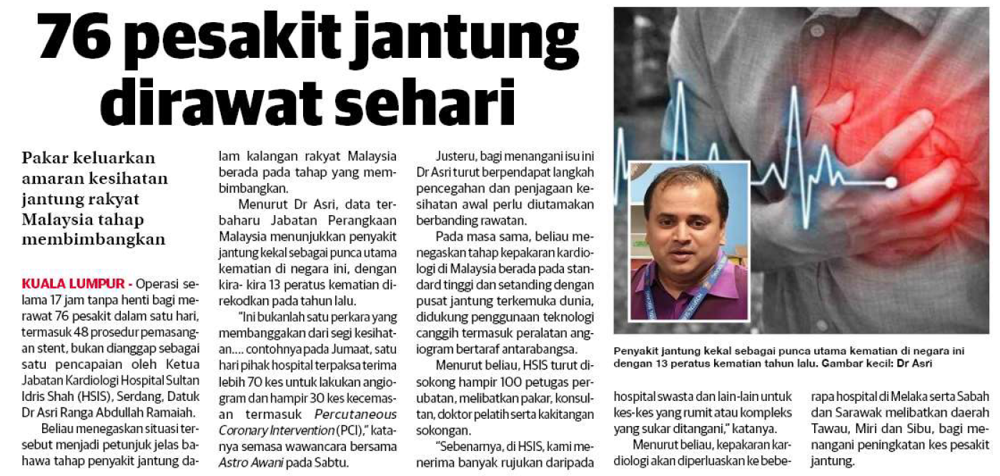 76 pesakit jantung
dirawat sehari
Pakar keluarkan
amaran kesihatan
jantung rakyat
Malaysia tahap
membimbangkan
KUALA LUMPUR - Operasi se-
lama 17 jam tanpa henti bagi me-
rawat 76 pesakit dalam satu hari,
termasuk 48 prosedur pemasang-
an stent, bukan dianggap sebagai
satu pencapaian oleh Ketua
Jabatan Kardiologi Hospital Sultan
Idris Shah (HSIS), Serdang, Datuk
Dr Asri Ranga Abdullah Ramaiah.
Beliau menegaskan situasi ter-
sebut menjadi petunjuk jelas ba-
hawa tahap penyakit jantung da-
lam kalangan rakyat Malaysia
berada pada tahap yang mem-
bimbangkan.
Menurut Dr Asri, data ter-
baharu Jabatan Perangkaan
Malaysia menunjukkan penyakit
jantung kekal sebagai punca utama
kematian di negara ini, dengan
kira- kira 13 peratus kematian di-
rekodkan pada tahun lalu.
"Ini bukanlah satu perkara yang
membanggakan dari segi kesihat-
an.... contohnya pada Jumaat, satu
hari pihak hospital terpaksa terima
lebih 70 kes untuk lakukan angio-
gram dan hampir 30 kes kecemas-
an termasuk Percutaneous
Coronary Intervention (PCI)," kata-
nya semasa wawancara bersama
Astro Awani pada Sabtu.
Justeru, bagi menangani isu ini
Dr Asri turut berpendapat langkah
pencegahan dan penjagaan ke-
sihatan awal perlu diutamakan
berbanding rawatan.
Pada masa sama, beliau me-
negaskan tahap kepakaran kardio-
logi di Malaysia berada pada stan-
dard tinggi dan setanding dengan
pusat jantung terkemuka dunia,
didukung penggunaan teknologi
canggih termasuk peralatan ang-
iogram bertaraf antarabangsa.
Menurut beliau, HSIS turut di-
sokong hampir 100 petugas per-
ubatan, melibatkan pakar, konsul-
tan, doktor pelatih serta kakitangan
sokongan.
"Sebenarnya, di HSIS, kami me-
nerima banyak rujukan daripada
Penyakit jantung kekal sebagai punca utama kematian di negara ini
dengan 13 peratus kematian tahun lalu. Gambar kecil: Dr Asri
hospital swasta dan lain-lain untuk
kes-kes yang rumit atau kompleks
yang sukar ditangani," katanya.
Menurut beliau, kepakaran kar-
diologi akan diperluaskan ke bebe-
rapa hospital di Melaka serta Sabah
dan Sarawak melibatkan daerah
Tawau, Miri dan Sibu, bagi me-
nangani peningkatan kes pesakit
jantung.